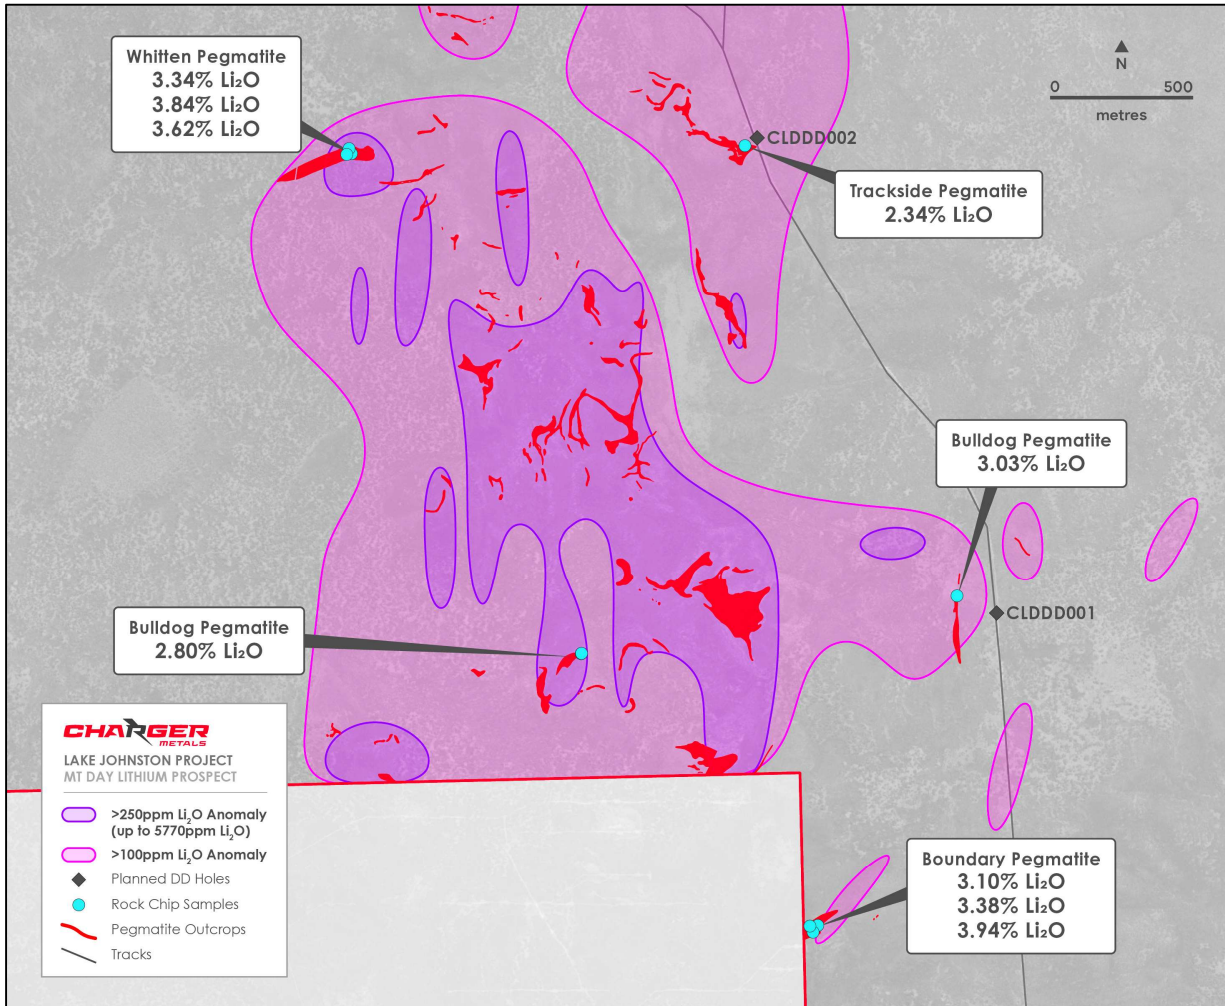 Whitten Pegmatite
3.34% Li₂O
3.84% Li₂O
3.62% Li₂O
N
0 500
metres
CLDDD002
Trackside Pegmatite
2.34% Li₂O
Bulldog Pegmatite
3.03% Li₂O
CLDDD001
Bulldog Pegmatite
2.80% Li₂O
CHARGER
METALS
LAKE JOHNSTON PROJECT
MT DAY LITHIUM PROSPECT
>250ppm Li₂O Anomaly
(up to 5770ppm Li₂O)
>100ppm Li₂O Anomaly
Planned DD Holes
Rock Chip Samples
Pegmatite Outcrops
Tracks
Boundary Pegmatite
3.10% Li₂O
3.38% Li₂O
3.94% Li₂O